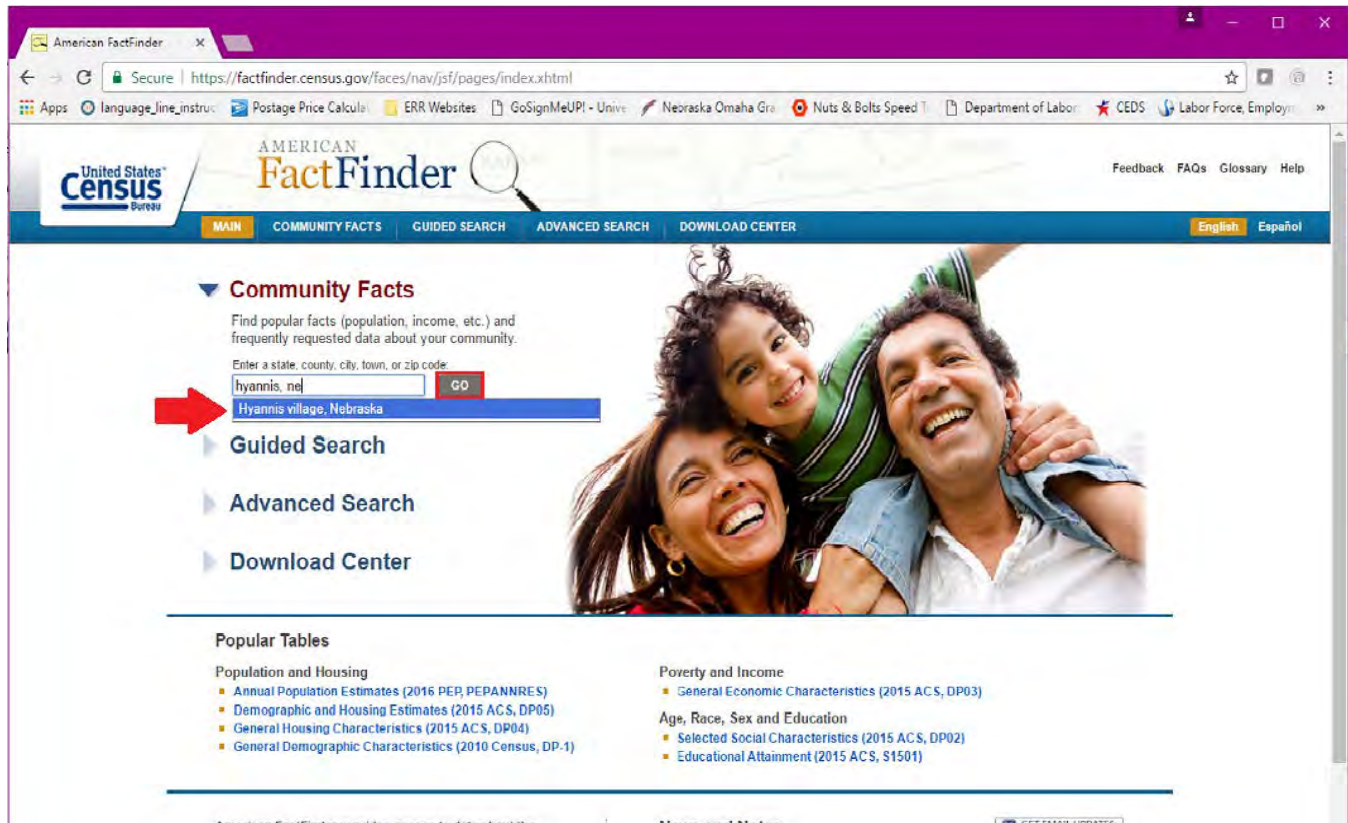 American FactFinder
Secure | https://factfinder.census.gov/faces/nav/jsf/pages/index.xhtml
Apps language_line_instruc Postage Price Calcula ERR Websites GoSignMeUP! - Unive Nebraska Omaha Gra Nuts & Bolts Speed T Department of Labor CEDS Labor Force, Employm »
United States®
Census
Bureau
AMERICAN
FactFinder
Feedback FAQs Glossary Help
MAIN COMMUNITY FACTS GUIDED SEARCH ADVANCED SEARCH DOWNLOAD CENTER English Español
Community Facts
Find popular facts (population, income, etc.) and
frequently requested data about your community.
Enter a state, county, city, town, or zip code:
hyannis, ne GO
Hyannis village, Nebraska
Guided Search
Advanced Search
Download Center
Popular Tables
Population and Housing
Annual Population Estimates (2016 PEP, PEPANNRES)
Demographic and Housing Estimates (2015 ACS, DP05)
General Housing Characteristics (2015 ACS, DP04)
General Demographic Characteristics (2010 Census, DP-1)
Poverty and Income
General Economic Characteristics (2015 ACS, DP03)
Age, Race, Sex and Education
Selected Social Characteristics (2015 ACS, DP02)
Educational Attainment (2015 ACS, S1501)